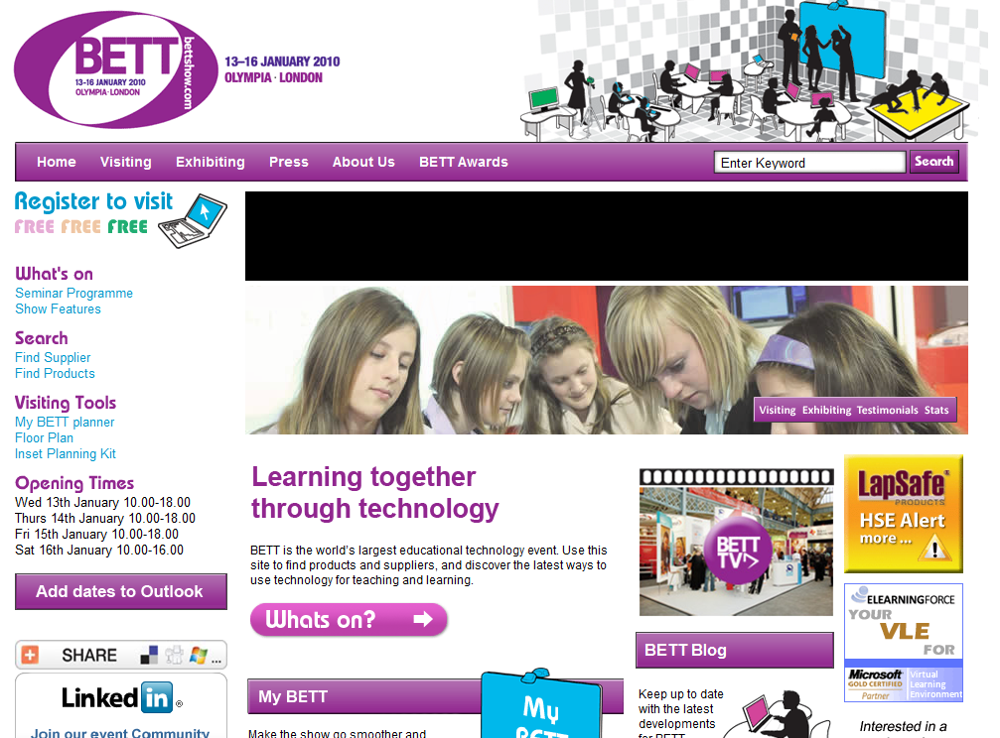 BETT
13-16 JANUARY 2010
OLYMPIA·LONDON
bettshow.com
13–16 JANUARY 2010
OLYMPIA · LONDON
Home Visiting Exhibiting Press About Us BETT Awards
Enter Keyword
Search
Register to visit
FREE FREE FREE
What's on
Seminar Programme
Show Features
Search
Find Supplier
Find Products
Visiting Tools
My BETT planner
Floor Plan
Inset Planning Kit
Opening Times
Wed 13th January 10.00-18.00
Thurs 14th January 10.00-18.00
Fri 15th January 10.00-18.00
Sat 16th January 10.00-16.00
Add dates to Outlook
SHARE ...
Linked in ®
Join our event Community
Visiting Exhibiting Testimonials Stats
Learning together
through technology
BETT is the world's largest educational technology event. Use this
site to find products and suppliers, and discover the latest ways to
use technology for teaching and learning.
Whats on?
My BETT
My
BETT
Make the show go smoother and
BETT
TV
BETT Blog
Keep up to date
with the latest
developments
for BETT
LapSafe®
PRODUCTS
HSE Alert
more ...
ELEARNINGFORCE
YOUR
VLE
FOR
Microsoft
GOLD CERTIFIED
Partner
Virtual
Learning
Environment
Interested in a